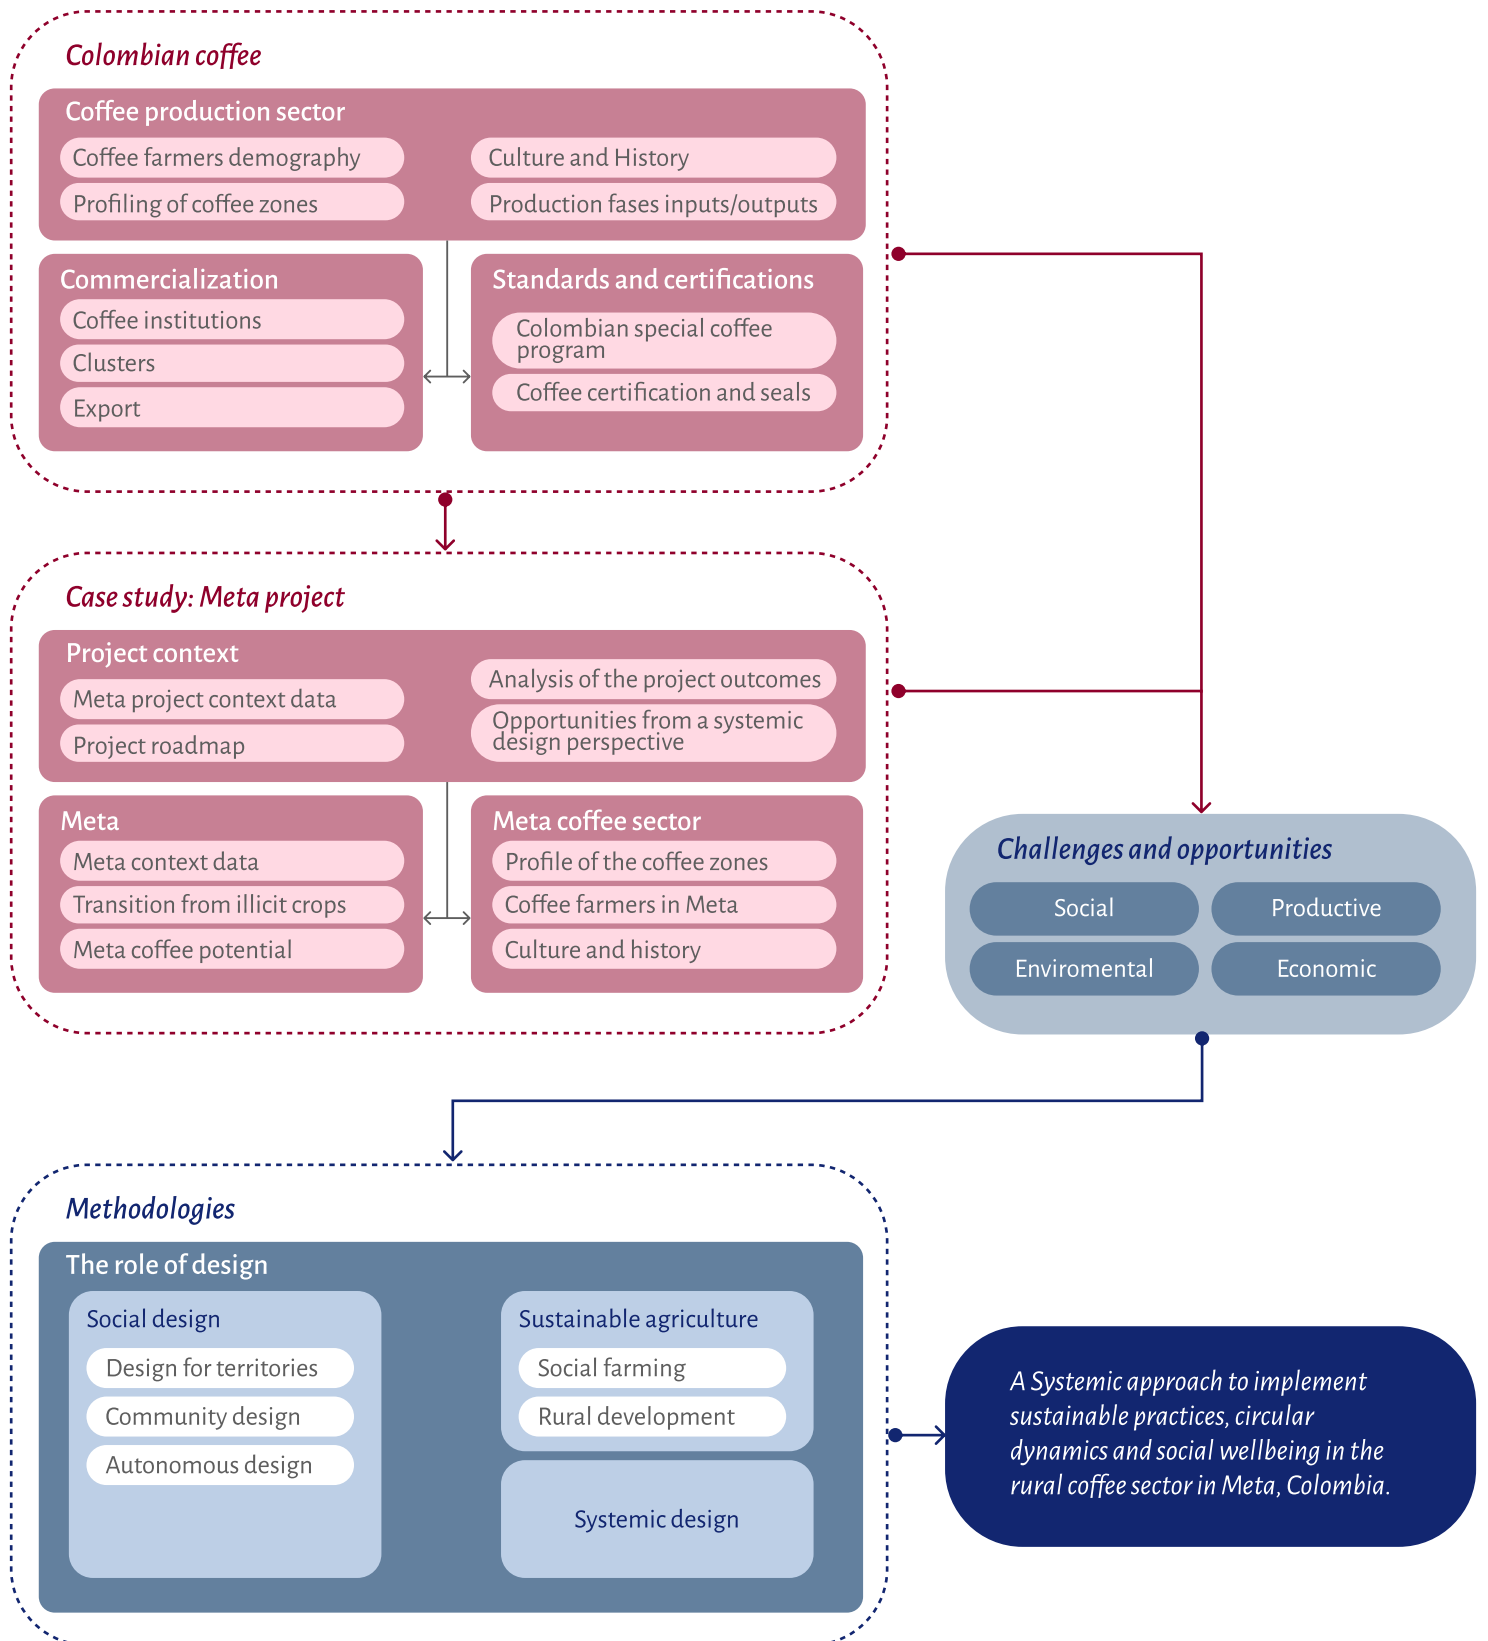 Colombian coffee
Coffee production sector
Coffee farmers demography
Profiling of coffee zones
Culture and History
Production fases inputs/outputs
Commercialization
Coffee institutions
Clusters
Export
Standards and certifications
Colombian special coffee
program
Coffee certification and seals
Case study: Meta project
Project context
Meta project context data
Project roadmap
Analysis of the project outcomes
Opportunities from a systemic
design perspective
Meta
Meta context data
Transition from illicit crops
Meta coffee potential
Meta coffee sector
Profile of the coffee zones
Coffee farmers in Meta
Culture and history
Challenges and opportunities
Social
Productive
Enviromental
Economic
Methodologies
The role of design
Social design
Design for territories
Community design
Autonomous design
Sustainable agriculture
Social farming
Rural development
Systemic design
A Systemic approach to implement
sustainable practices, circular
dynamics and social wellbeing in the
rural coffee sector in Meta, Colombia.